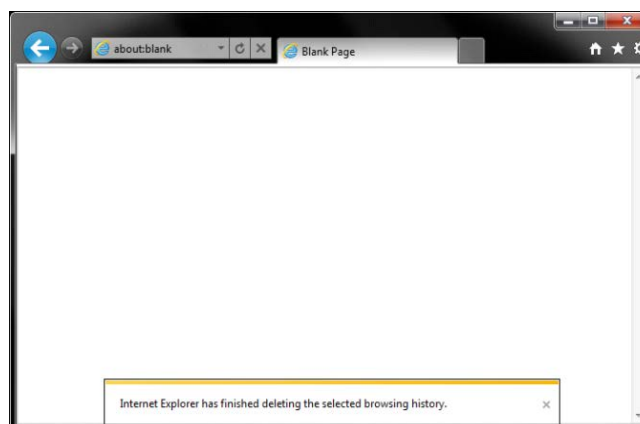 about:blank
Blank Page
Internet Explorer has finished deleting the selected browsing history.